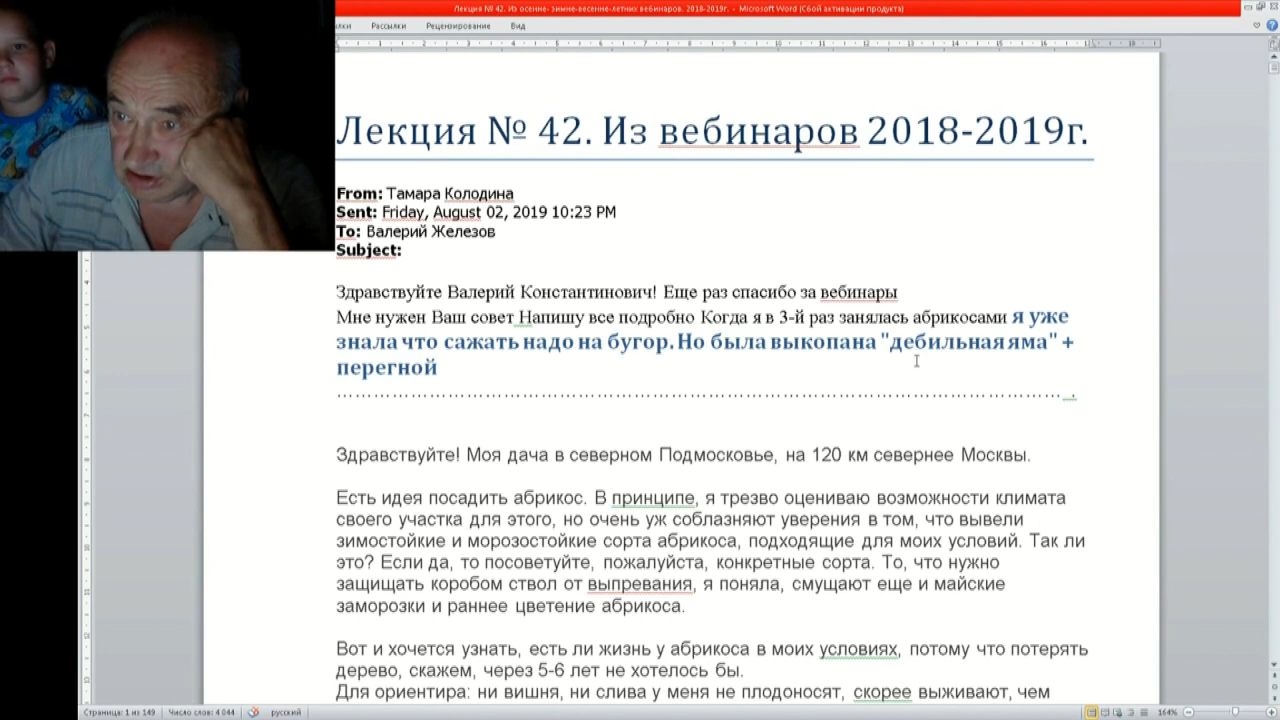 Лекция № 42. Из осенне- зимне-весенне-летних вебинаров. 2018-2019г. - Microsoft Word (Сбой активации продукта)
лки Рассылки Рецензирование Вид
Лекция № 42. Из вебинаров 2018-2019г.
From: Тамара Колодина
Sent: Friday, August 02, 2019 10:23 PM
To: Валерий Железов
Subject:
Здравствуйте Валерий Константинович! Еще раз спасибо за вебинары
Мне нужен Ваш совет Напишу все подробно Когда я в 3-й раз занялась абрикосами я уже
знала что сажать надо на бугор. Но была выкопана "дебильная яма" +
перегной
Здравствуйте! Моя дача в северном Подмосковье, на 120 км севернее Москвы.
Есть идея посадить абрикос. В принципе, я трезво оцениваю возможности климата
своего участка для этого, но очень уж соблазняют уверения в том, что вывели
зимостойкие и морозостойкие сорта абрикоса, подходящие для моих условий. Так ли
это? Если да, то посоветуйте, пожалуйста, конкретные сорта. То, что нужно
защищать коробом ствол от выпревания, я поняла, смущают еще и майские
заморозки и раннее цветение абрикоса.
Вот и хочется узнать, есть ли жизнь у абрикоса в моих условиях, потому что потерять
дерево, скажем, через 5-6 лет не хотелось бы.
Для ориентира: ни вишня, ни слива у меня не плодоносят, скорее выживают, чем
Страница: 1 из 149 Число слов: 4 044 русский 164%